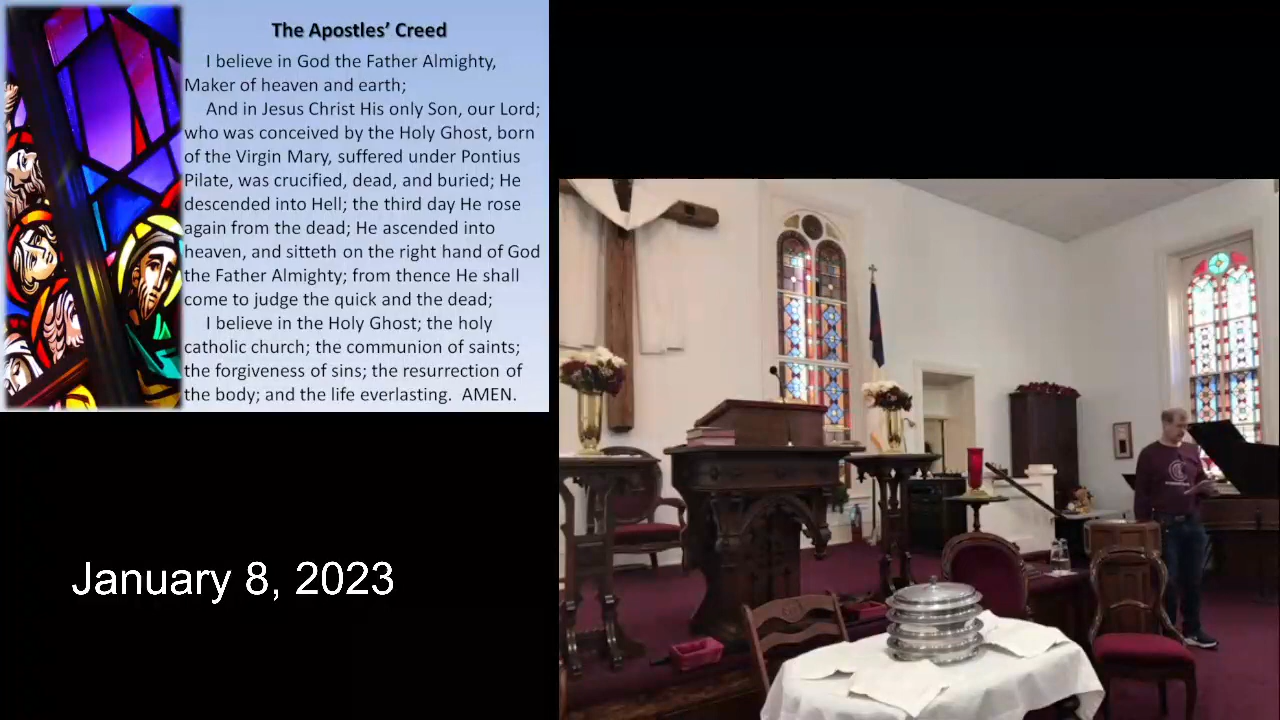 The Apostles’ Creed
I believe in God the Father Almighty,
Maker of heaven and earth;
And in Jesus Christ His only Son, our Lord;
who was conceived by the Holy Ghost, born
of the Virgin Mary, suffered under Pontius
Pilate, was crucified, dead, and buried; He
descended into Hell; the third day He rose
again from the dead; He ascended into
heaven, and sitteth on the right hand of God
the Father Almighty; from thence He shall
come to judge the quick and the dead;
I believe in the Holy Ghost; the holy
catholic church; the communion of saints;
the forgiveness of sins; the resurrection of
the body; and the life everlasting.  AMEN.
January 8, 2023